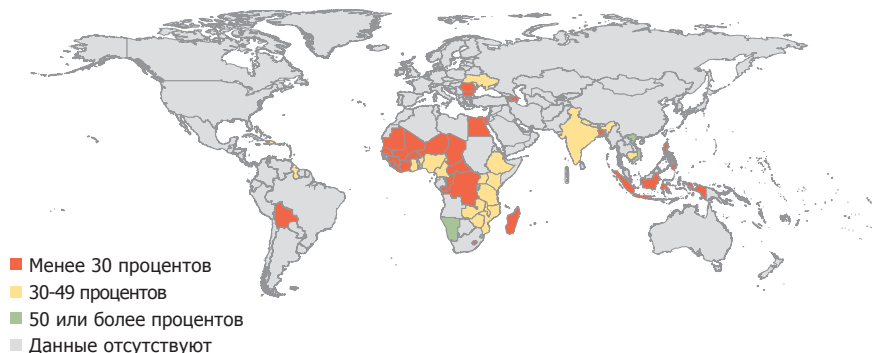 Менее 30 процентов
30-49 процентов
50 или более процентов
Данные отсутствуют